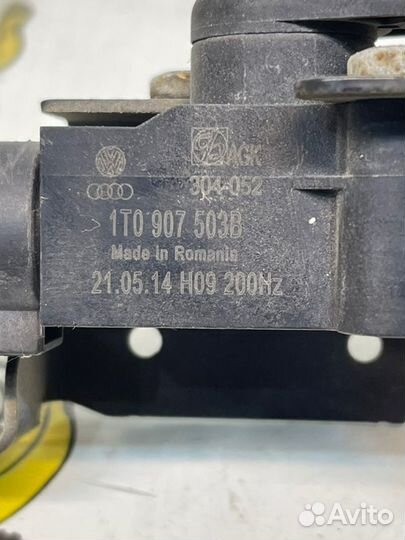 AGK
304-052
1T0 907 503B
Made in Romania
21.05.14 H09 200Hz
Avito